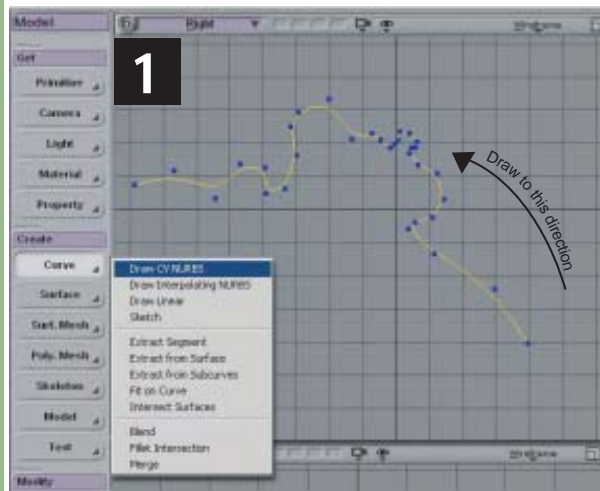 Model
Right
1
Get
Primitive
Camera
Light
Material
Property
Draw to this direction
Create
Curve
Surface
Surf. Mesh
Poly. Mesh
Skeleton
Model
Text
Modify
Draw CV NURBS
Draw Interpolating NURBS
Draw Linear
Sketch
Extract Segment
Extract from Surface
Extract from Subcurves
Fit on Curve
Intersect Surfaces
Blend
Fillet Intersection
Merge